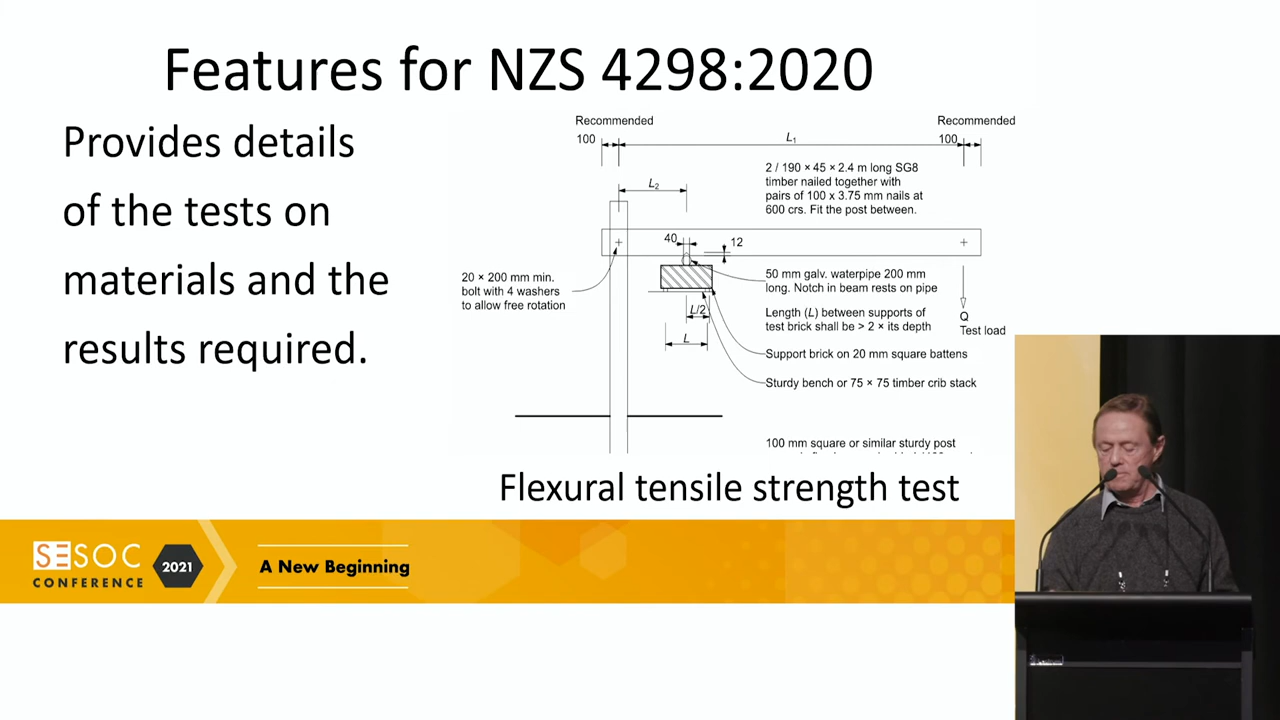 Features for NZS 4298:2020
Provides details
of the tests on
materials and the
results required.
Recommended
100
L₁
Recommended
100
L₂
2 / 190 × 45 × 2.4 m long SG8
timber nailed together with
pairs of 100 x 3.75 mm nails at
600 crs. Fit the post between.
40
12
20 × 200 mm min.
bolt with 4 washers
to allow free rotation
50 mm galv. waterpipe 200 mm
long. Notch in beam rests on pipe
L/2
L
Length (L) between supports of
test brick shall be > 2 × its depth
Q
Test load
Support brick on 20 mm square battens
Sturdy bench or 75 × 75 timber crib stack
100 mm square or similar sturdy post
Flexural tensile strength test
SESOC
CONFERENCE
2021
A New Beginning